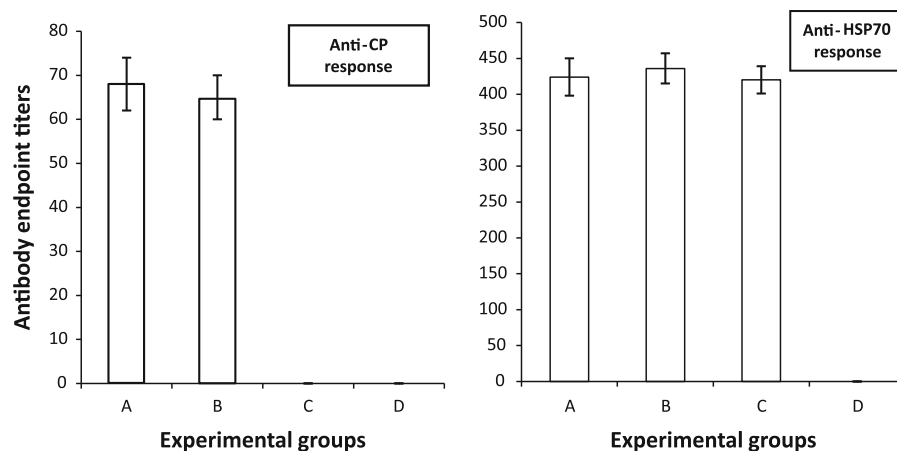 80
70
60
50
40
30
20
10
0
Antibody endpoint titers
Anti-CP
response
A B C D
Experimental groups
500
450
400
350
300
250
200
150
100
50
0
Anti-HSP70
response
A B C D
Experimental groups